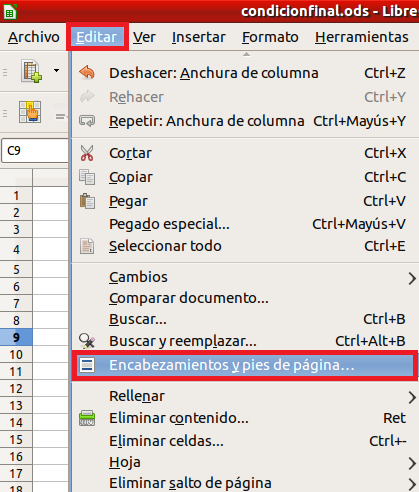 condicionfinal.ods - Libre
Archivo Editar Ver Insertar Formato Herramientas
Deshacer: Anchura de columna Ctrl+Z
Rehacer Ctrl+Y
Repetir: Anchura de columna Ctrl+Mayús+Y
Cortar Ctrl+X
Copiar Ctrl+C
Pegar Ctrl+V
Pegado especial... Ctrl+Mayús+V
Seleccionar todo Ctrl+E
Cambios
Comparar documento...
Buscar... Ctrl+B
Buscar y reemplazar... Ctrl+Alt+B
Encabezamientos y pies de página...
Rellenar
Eliminar contenido... Ret
Eliminar celdas... Ctrl+-
Hoja
Eliminar salto de página
C9
1
2
3
4
5
6
7
8
9
10
11
12
13
14
15
16
17
18